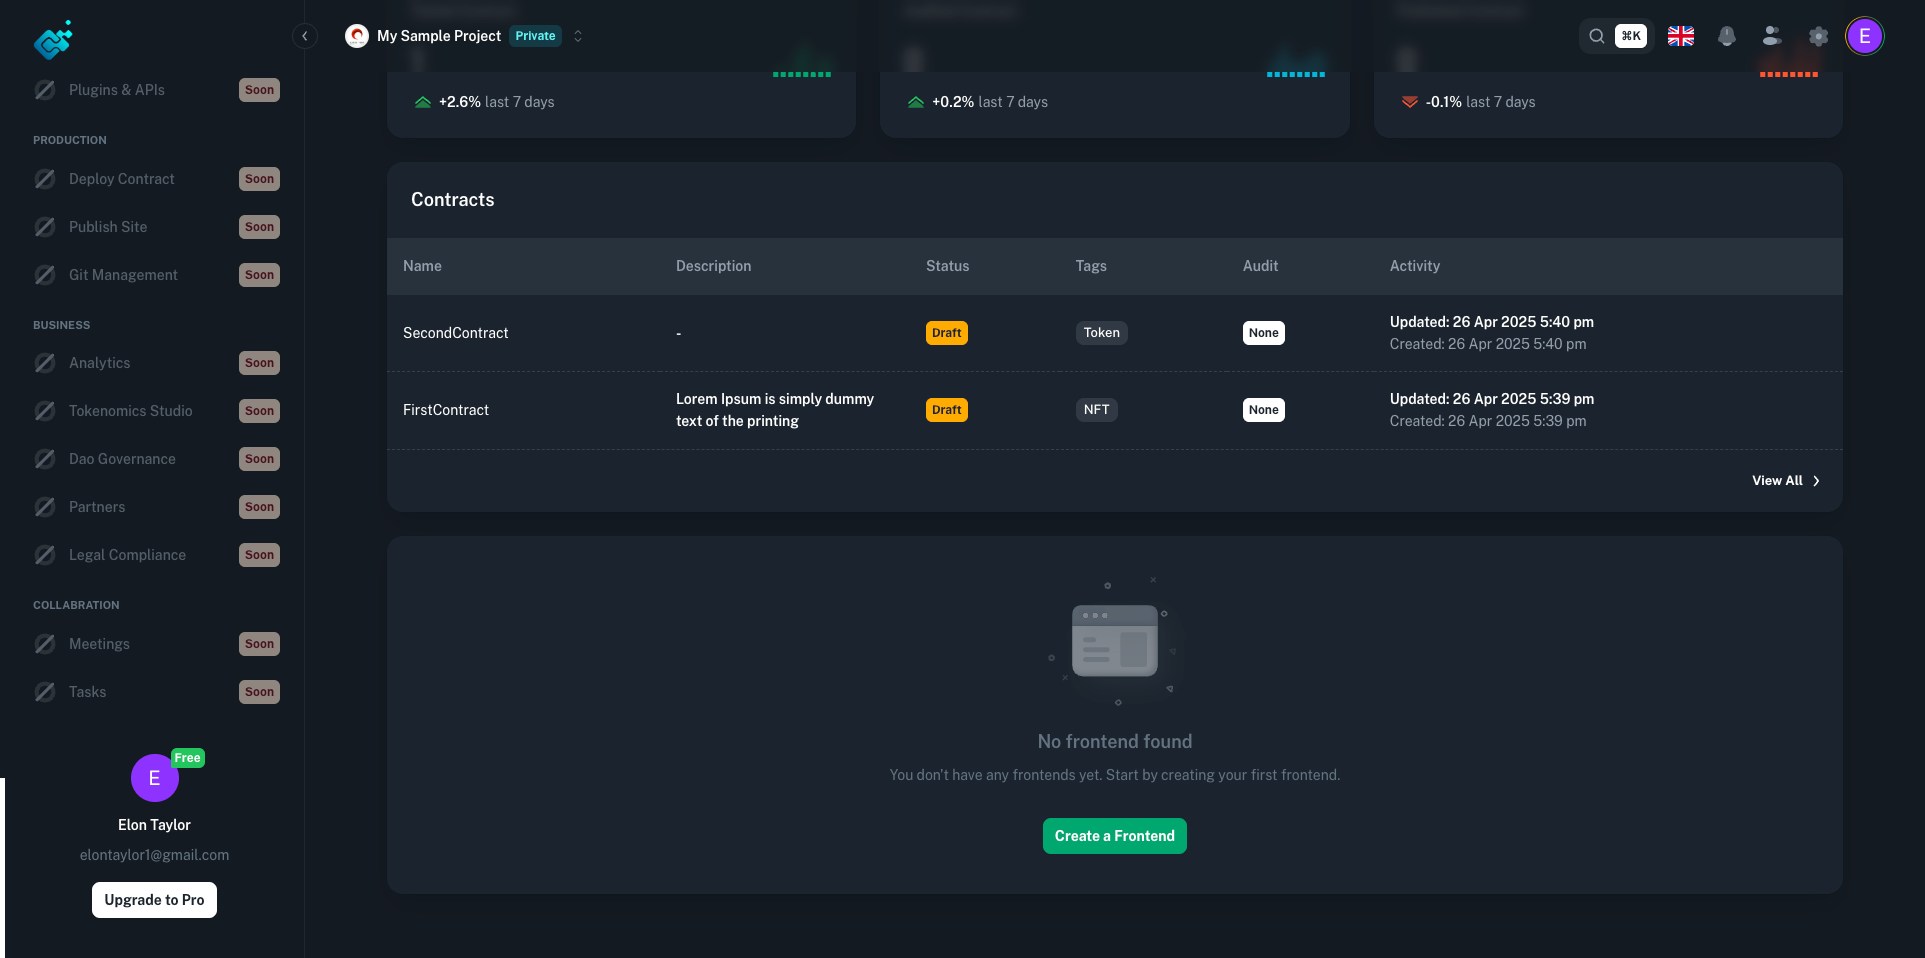 My Sample Project Private
⌘K
E
Plugins & APIs Soon
PRODUCTION
Deploy Contract Soon
Publish Site Soon
Git Management Soon
BUSINESS
Analytics Soon
Tokenomics Studio Soon
Dao Governance Soon
Partners Soon
Legal Compliance Soon
COLLABRATION
Meetings Soon
Tasks Soon
Free
E
Elon Taylor
elontaylor1@gmail.com
Upgrade to Pro
+2.6% last 7 days
+0.2% last 7 days
-0.1% last 7 days
Contracts
Name Description Status Tags Audit Activity
SecondContract - Draft Token None Updated: 26 Apr 2025 5:40 pm
Created: 26 Apr 2025 5:40 pm
FirstContract Lorem Ipsum is simply dummy Draft NFT None Updated: 26 Apr 2025 5:39 pm
text of the printing Created: 26 Apr 2025 5:39 pm
View All
No frontend found
You don't have any frontends yet. Start by creating your first frontend.
Create a Frontend